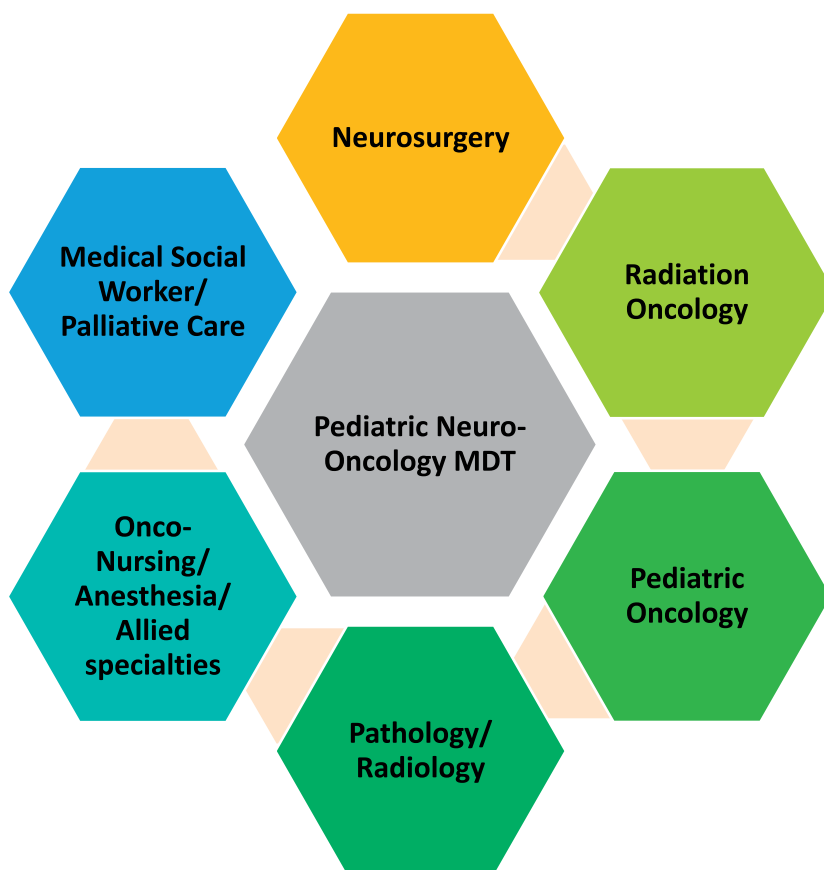 Neurosurgery
Radiation
Oncology
Pediatric
Oncology
Pathology/
Radiology
Onco-
Nursing/
Anesthesia/
Allied
specialties
Medical Social
Worker/
Palliative Care
Pediatric Neuro-
Oncology MDT